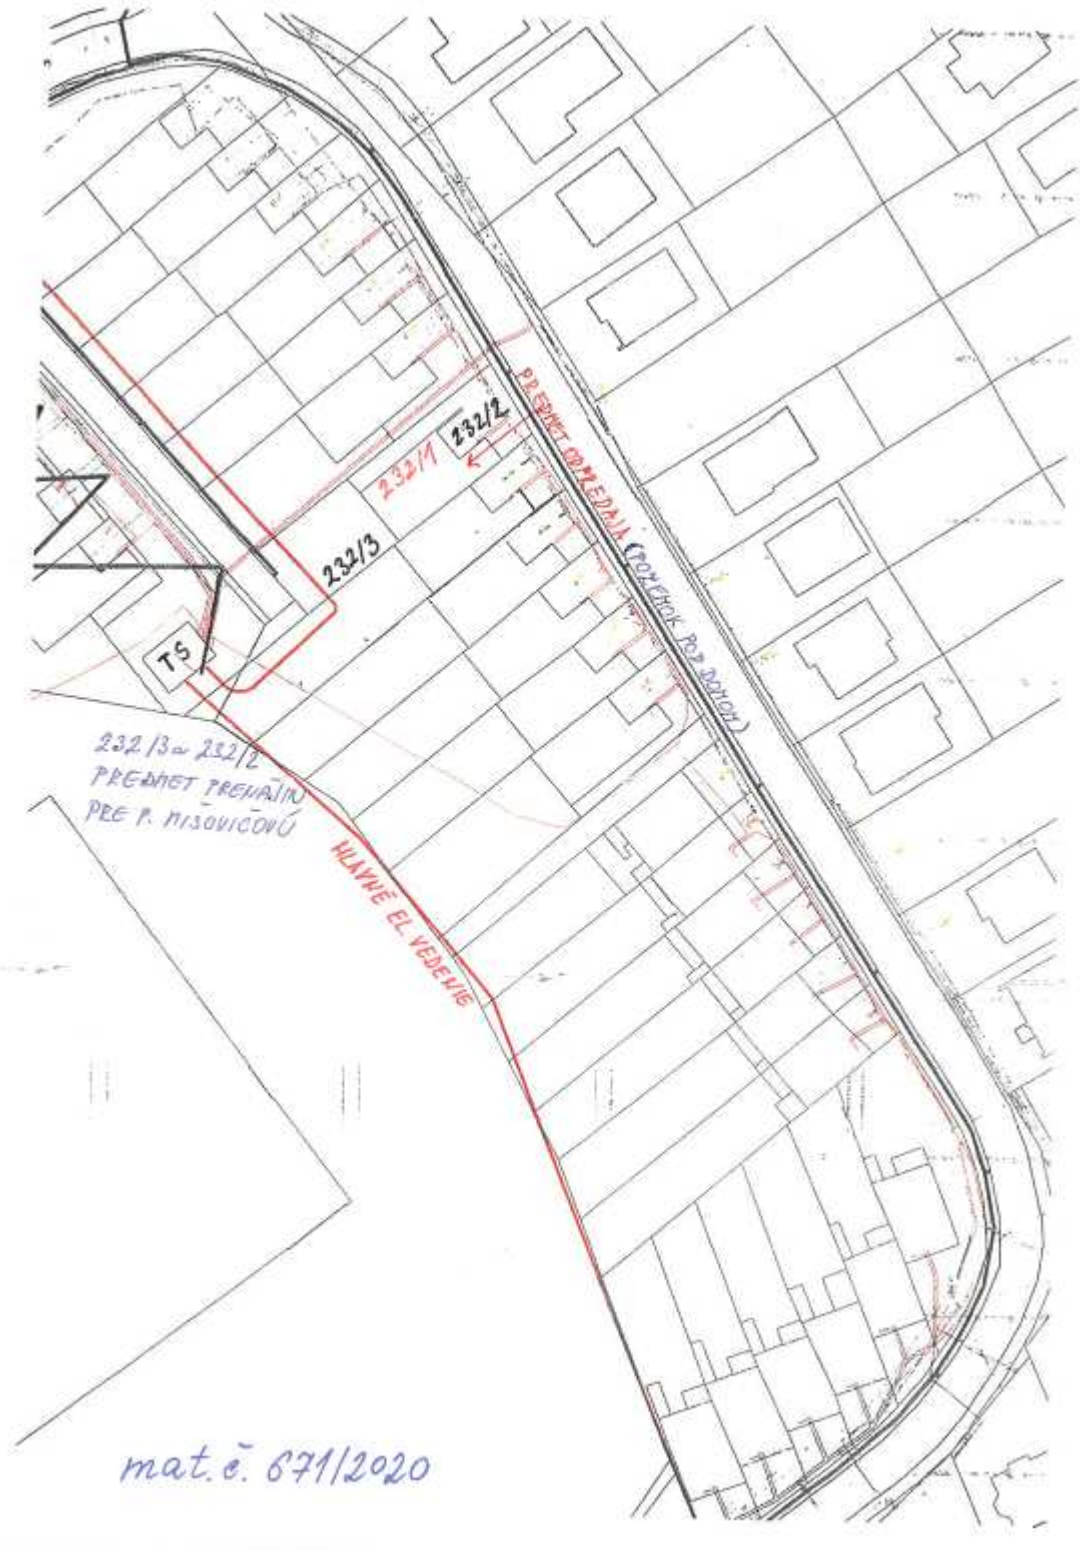 232/2
232/1
PREDMET ODPREDAJA (POZEMOK POD DOMOM)
232/3
TS
232/3 a 232/2
PREDMET PRENÁJMU
PRE P. MIŠOVIČOVÚ
HLAVNÉ EL. VEDENIE
mat. č. 671/2020